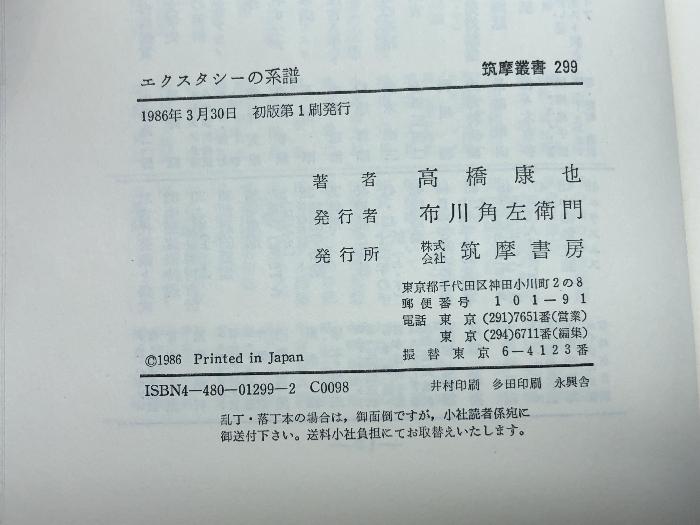 エクスタシーの系譜
筑摩叢書 299
1986年3月30日 初版第1刷発行
著者 高橋康也
発行者 布川角左衛門
発行所 株式会社 筑摩書房
東京都千代田区神田小川町2の8
郵便番号 101-91
電話 東京 (291)7651番(営業)
東京 (294)6711番(編集)
振替 東京 6-4123番
©1986 Printed in Japan
ISBN4-480-01299-2 C0098
井村印刷 多田印刷 永興舎
乱丁・落丁本の場合は，御面倒ですが，小社読者係宛に
御送付下さい。送料小社負担にてお取替えいたします。